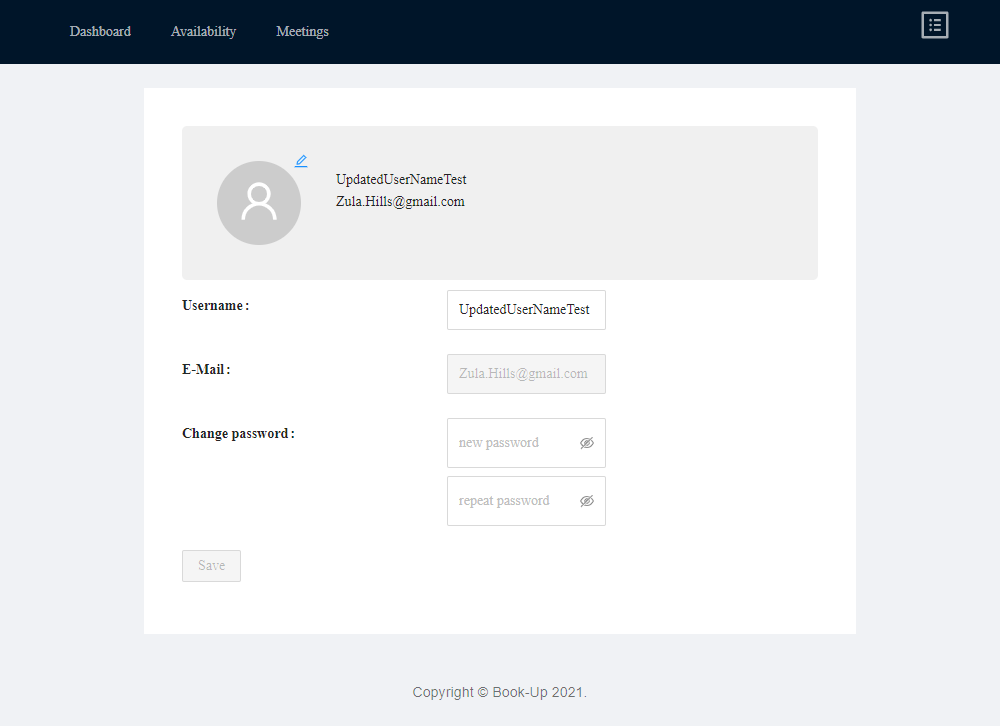 Dashboard Availability Meetings
UpdatedUserNameTest
Zula.Hills@gmail.com
Username :
UpdatedUserNameTest
E-Mail :
Zula.Hills@gmail.com
Change password :
new password
repeat password
Save
Copyright © Book-Up 2021.